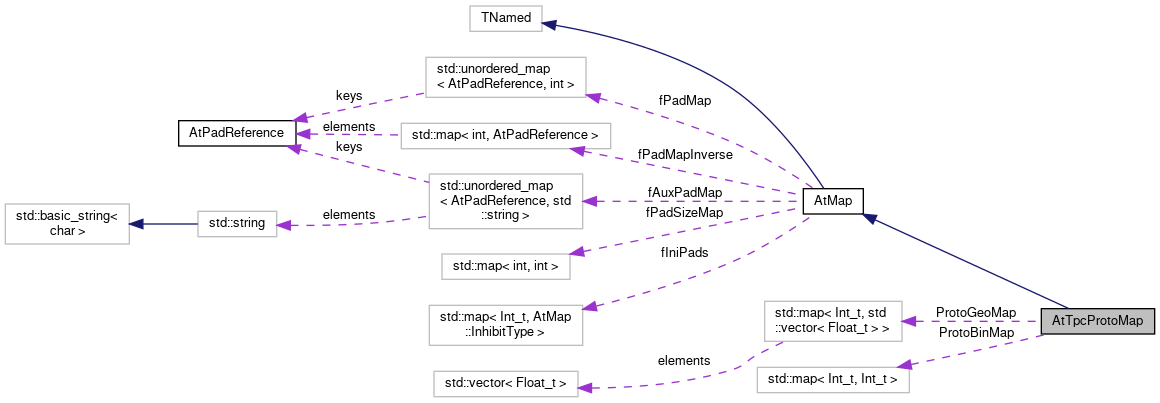 TNamed
std::unordered_map
< AtPadReference, int >
keys
fPadMap
AtPadReference
elements
std::map< int, AtPadReference >
keys
fPadMapInverse
std::unordered_map
< AtPadReference, std
::string >
fAuxPadMap
AtMap
std::basic_string<
char >
std::string
elements
fPadSizeMap
std::map< int, int >
fIniPads
std::map< Int_t, AtMap
::InhibitType >
std::map< Int_t, std
::vector< Float_t > >
ProtoGeoMap
AtTpcProtoMap
ProtoBinMap
elements
std::vector< Float_t >
std::map< Int_t, Int_t >